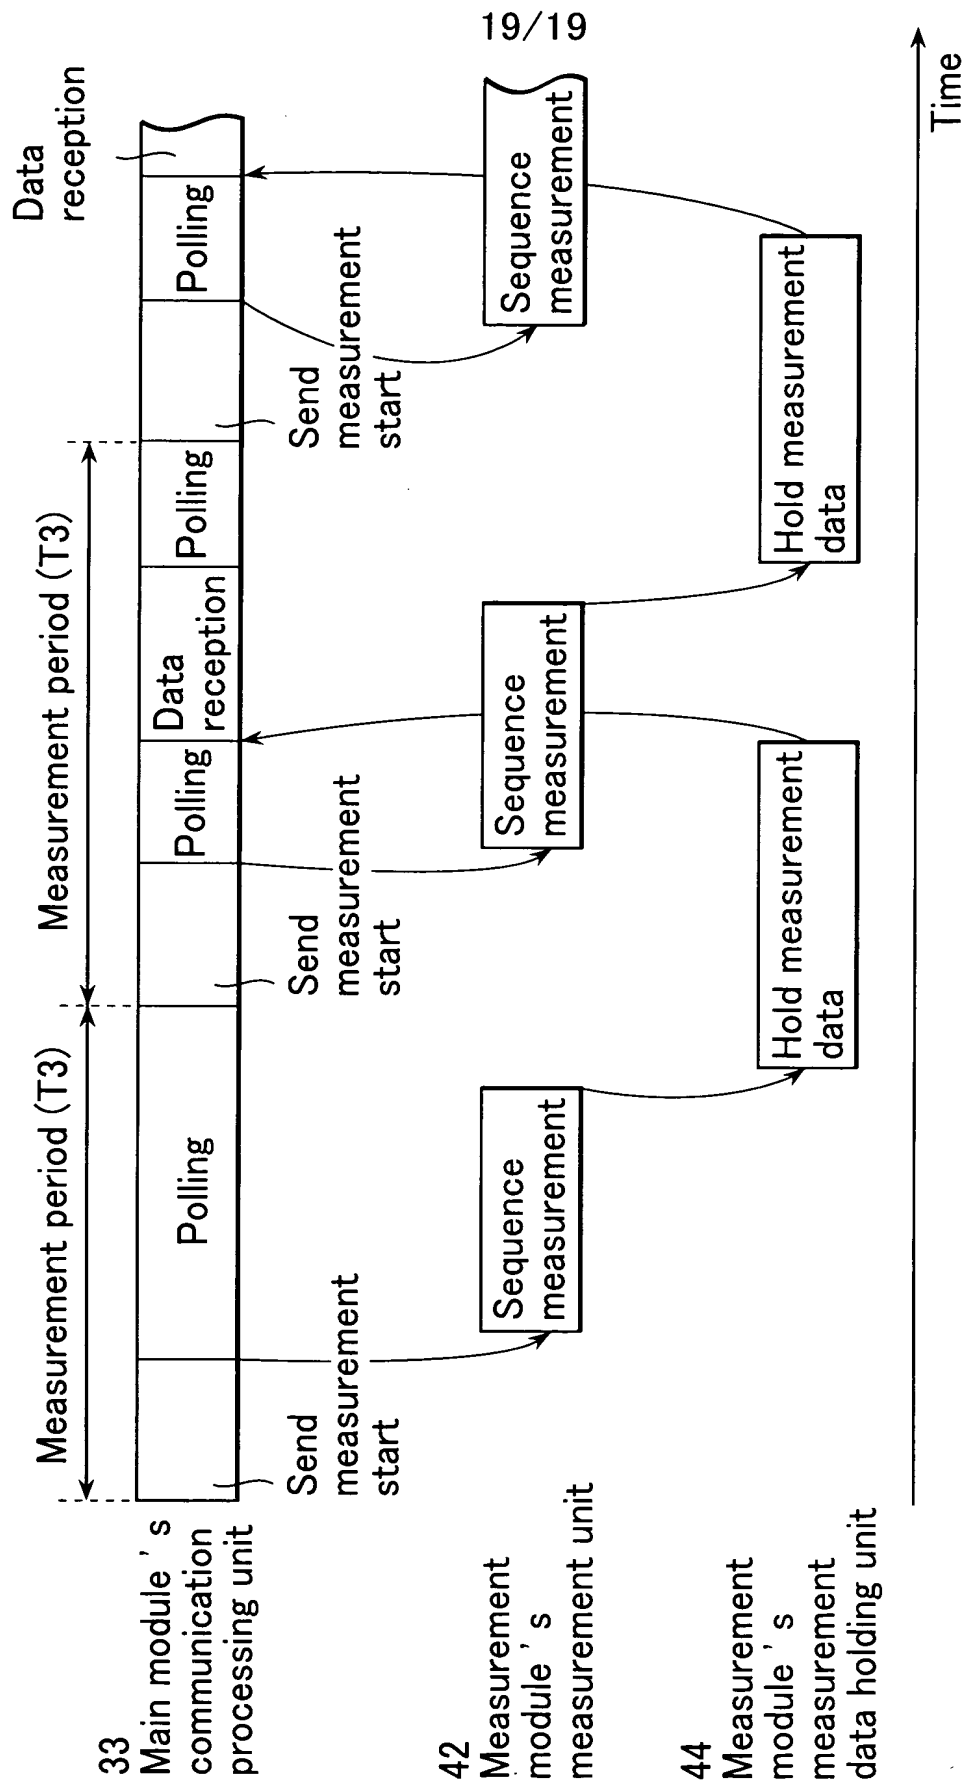 19/19
Measurement period (T3)
Measurement period (T3)
Data
reception
33
Main module's
communication
processing unit
Polling
Polling
Data
reception
Polling
Polling
Send
measurement
start
Send
measurement
start
Send
measurement
start
42
Measurement
module's
measurement unit
Sequence
measurement
Sequence
measurement
Sequence
measurement
44
Measurement
module's
measurement
data holding unit
Hold measurement
data
Hold measurement
data
Time